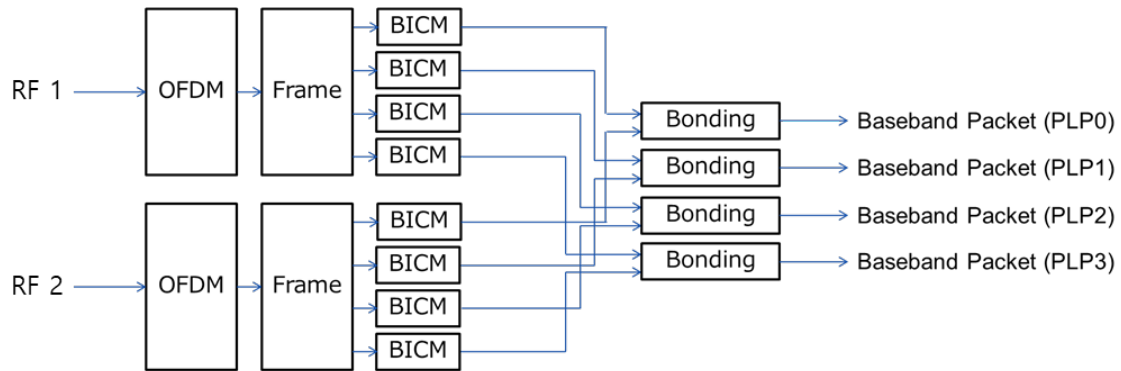 RF 1
OFDM
Frame
BICM
BICM
BICM
BICM
RF 2
OFDM
Frame
BICM
BICM
BICM
BICM
Bonding
Baseband Packet (PLP0)
Bonding
Baseband Packet (PLP1)
Bonding
Baseband Packet (PLP2)
Bonding
Baseband Packet (PLP3)